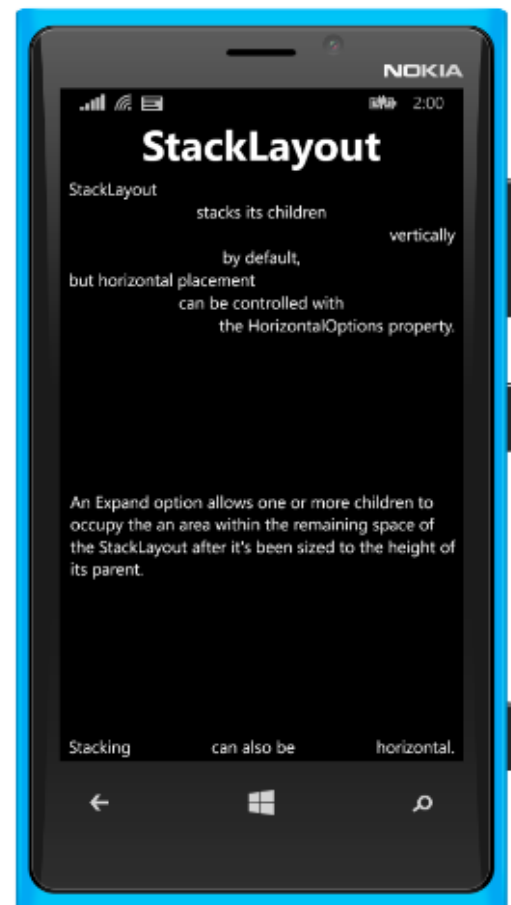 NOKIA
2:00
StackLayout
StackLayout
stacks its children
vertically
by default,
but horizontal placement
can be controlled with
the HorizontalOptions property.
An Expand option allows one or more children to
occupy the an area within the remaining space of
the StackLayout after it's been sized to the height of
its parent.
Stacking can also be horizontal.